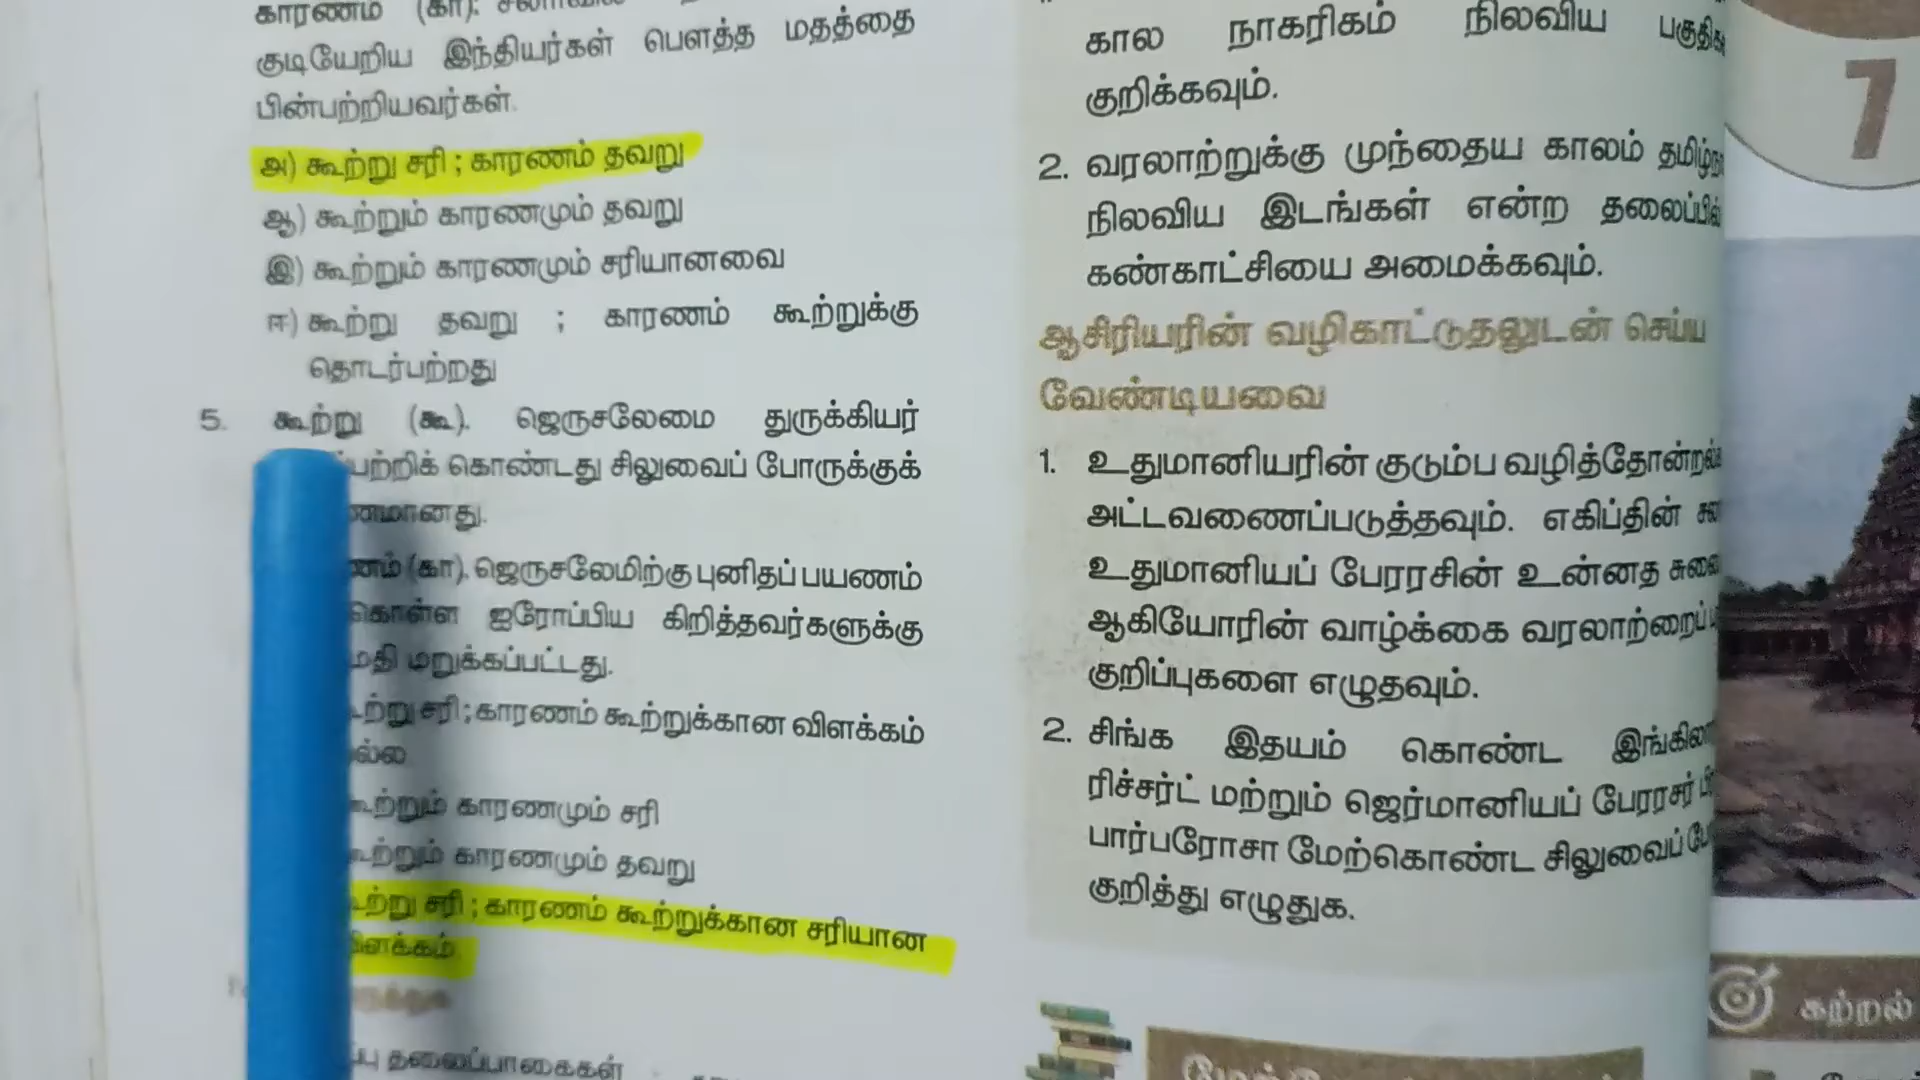 காரணம் (கா).
குடியேறிய இந்தியர்கள் பௌத்த மதத்தை
பின்பற்றியவர்கள்.
அ) கூற்று சரி ; காரணம் தவறு
ஆ) கூற்றும் காரணமும் தவறு
இ) கூற்றும் காரணமும் சரியானவை
ஈ) கூற்று தவறு ; காரணம் கூற்றுக்கு
தொடர்பற்றது
5. கூற்று (கூ). ஜெருசலேமை துருக்கியர்
பற்றிக் கொண்டது சிலுவைப் போருக்குக்
ணமானது.
ணம் (கா). ஜெருசலேமிற்கு புனிதப் பயணம்
கொள்ள ஐரோப்பிய கிறித்தவர்களுக்கு
மதி மறுக்கப்பட்டது.
கூற்று சரி ; காரணம் கூற்றுக்கான விளக்கம்
ல்ல
கூற்றும் காரணமும் சரி
கூற்றும் காரணமும் தவறு
கூற்று சரி ; காரணம் கூற்றுக்கான சரியான
விளக்கம்.
ப்பு தலைப்பாகைகள்
கால நாகரிகம் நிலவிய
குறிக்கவும்.
2. வரலாற்றுக்கு முந்தைய காலம்
நிலவிய இடங்கள் என்ற தலைப்பில்
கண்காட்சியை அமைக்கவும்.
ஆசிரியரின் வழிகாட்டுதலுடன் செய்ய
வேண்டியவை
1. உதுமானியரின் குடும்ப வழித்தோன்றல்
அட்டவணைப்படுத்தவும். எகிப்தின்
உதுமானியப் பேரரசின் உன்னத
ஆகியோரின் வாழ்க்கை வரலாற்றைப்
குறிப்புகளை எழுதவும்.
2. சிங்க இதயம் கொண்ட
ரிச்சர்ட் மற்றும் ஜெர்மானியப் பேரரசர்
பார்பரோசா மேற்கொண்ட சிலுவைப்
குறித்து எழுதுக.
7
கற்றல்